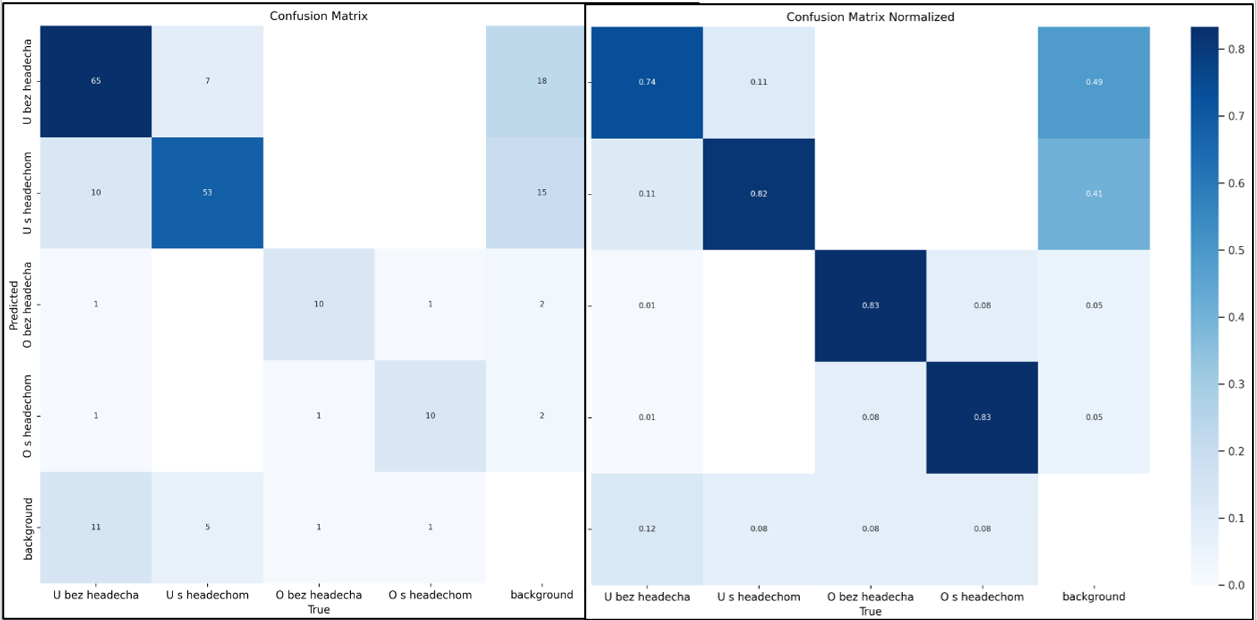 Confusion Matrix
U bez headecha 65 7 18
U s headechom 10 53 15
O bez headecha 1 10 1 2
O s headechom 1 1 10 2
background 11 5 1 1
Predicted
U bez headecha U s headechom O bez headecha O s headechom background
True
Confusion Matrix Normalized
0.74 0.11 0.49
0.11 0.82 0.41
0.01 0.83 0.08 0.05
0.01 0.08 0.83 0.05
0.12 0.08 0.08 0.08
U bez headecha U s headechom O bez headecha O s headechom background
True
0.8
0.7
0.6
0.5
0.4
0.3
0.2
0.1
0.0